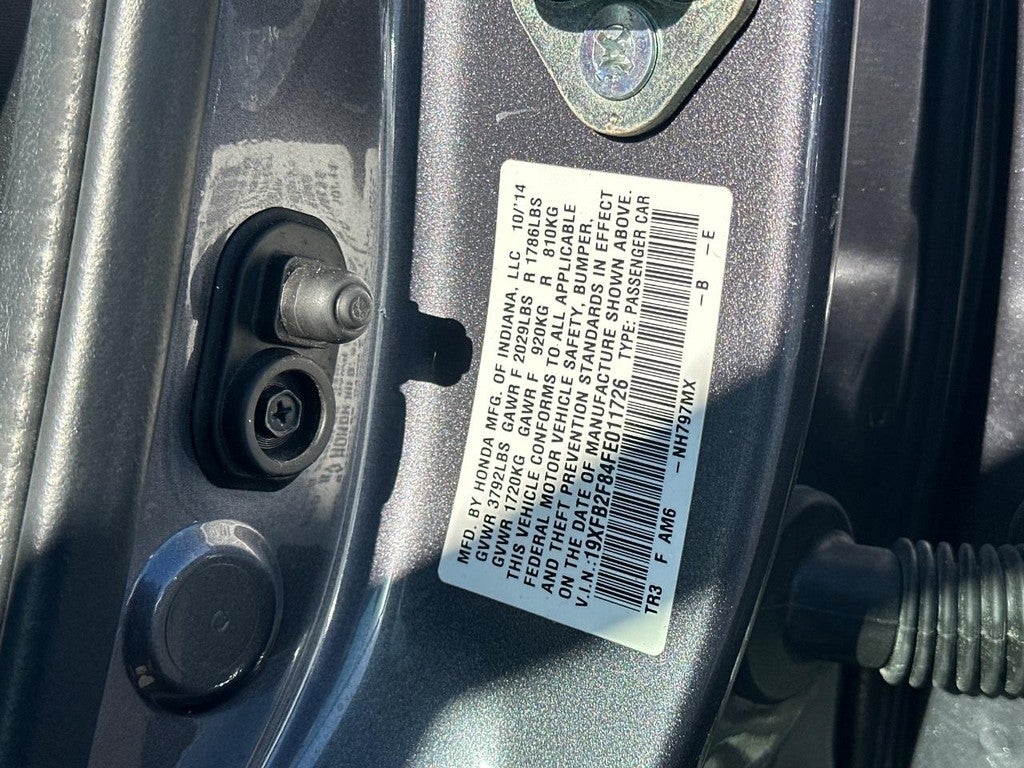 MFD. BY HONDA MFG. OF INDIANA, LLC 10/'14
GVWR 3792LBS GAWR F 2029LBS R 1786LBS
GVWR 1720KG GAWR F 920KG R 810KG
THIS VEHICLE CONFORMS TO ALL APPLICABLE
FEDERAL MOTOR VEHICLE SAFETY, BUMPER,
AND THEFT PREVENTION STANDARDS IN EFFECT
ON THE DATE OF MANUFACTURE SHOWN ABOVE.
V.I.N.:19XFB2F84FE011726 TYPE: PASSENGER CAR
TR3 F AM6 -NH797MX -B -E